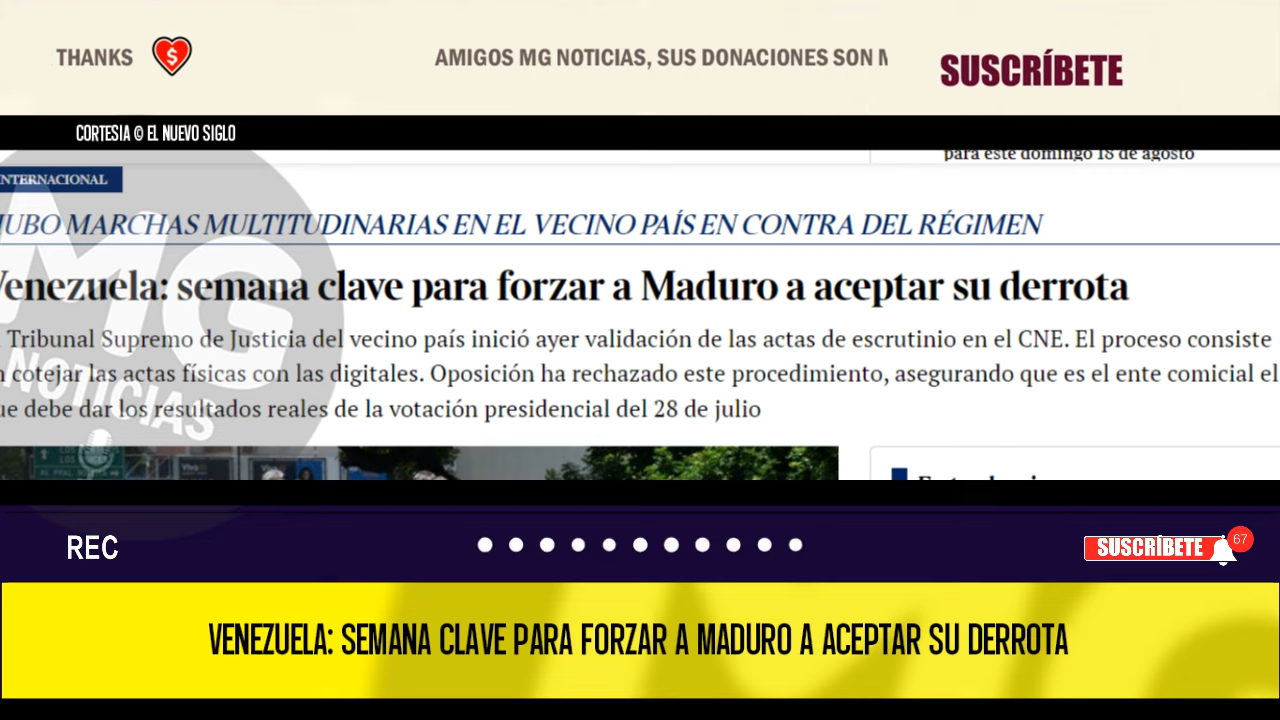 THANKS
AMIGOS MG NOTICIAS, SUS DONACIONES SON
SUSCRÍBETE
CORTESIA © EL NUEVO SIGLO
para este domingo 18 de agosto
INTERNACIONAL
HUBO MARCHAS MULTITUDINARIAS EN EL VECINO PAÍS EN CONTRA DEL RÉGIMEN
Venezuela: semana clave para forzar a Maduro a aceptar su derrota
Tribunal Supremo de Justicia del vecino país inició ayer validación de las actas de escrutinio en el CNE. El proceso consiste
cotejar las actas físicas con las digitales. Oposición ha rechazado este procedimiento, asegurando que es el ente comicial el
que debe dar los resultados reales de la votación presidencial del 28 de julio
MG
NOTICIAS
REC
SUSCRÍBETE
67
VENEZUELA: SEMANA CLAVE PARA FORZAR A MADURO A ACEPTAR SU DERROTA